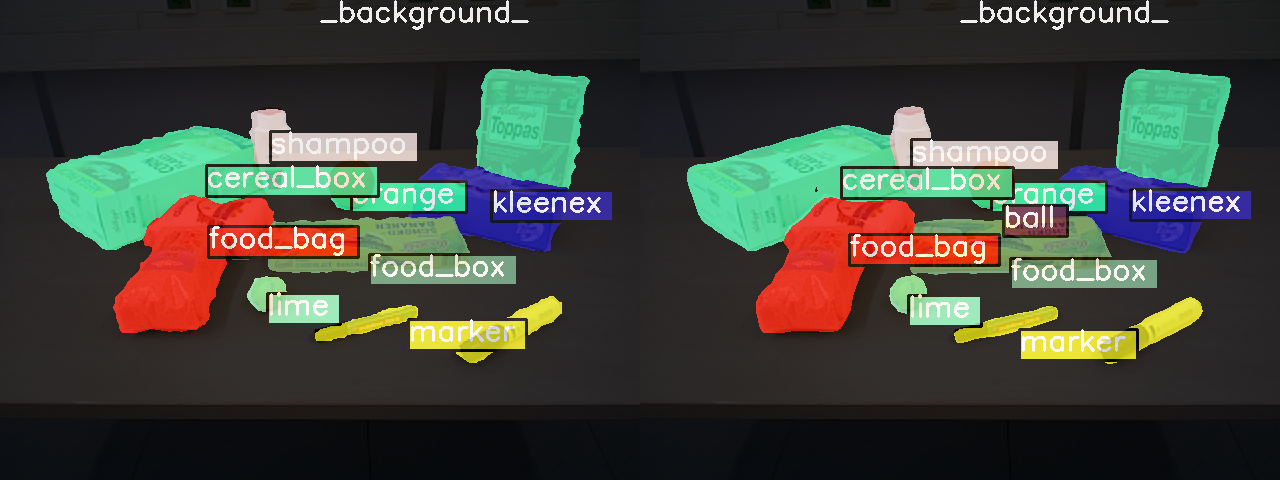 _background_
Toppas
shampoo
cereal_box
orange
kleenex
food_bag
food_box
lime
marker
_background_
Toppas
shampoo
cereal_box
orange
kleenex
ball
food_bag
food_box
lime
marker